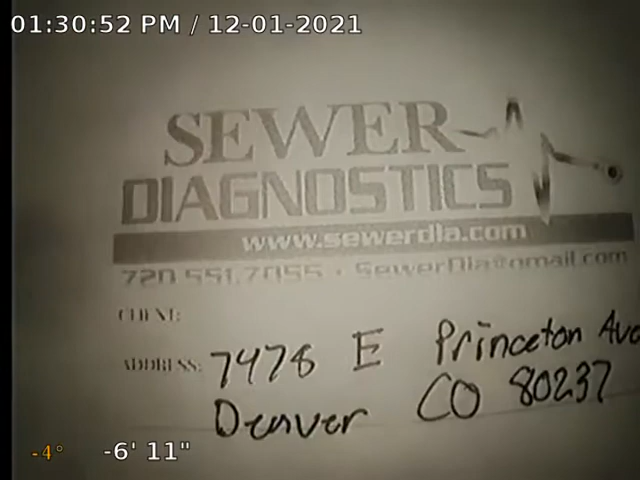 01:30:52 PM / 12-01-2021
SEWER
DIAGNOSTICS
www.sewerdia.com
720.551.7055 · SewerDia@gmail.com
CLIENT:
ADDRESS: 7478 E Princeton Ave
Denver CO 80237
-4° -6' 11"